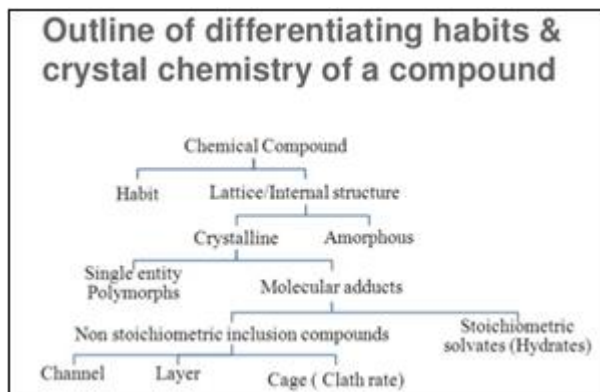 Outline of differentiating habits &
crystal chemistry of a compound
Chemical Compound
Habit
Lattice/Internal structure
Crystalline
Amorphous
Single entity
Polymorphs
Molecular adducts
Non stoichiometric inclusion compounds
Stoichiometric
solvates (Hydrates)
Channel
Layer
Cage ( Clath rate)